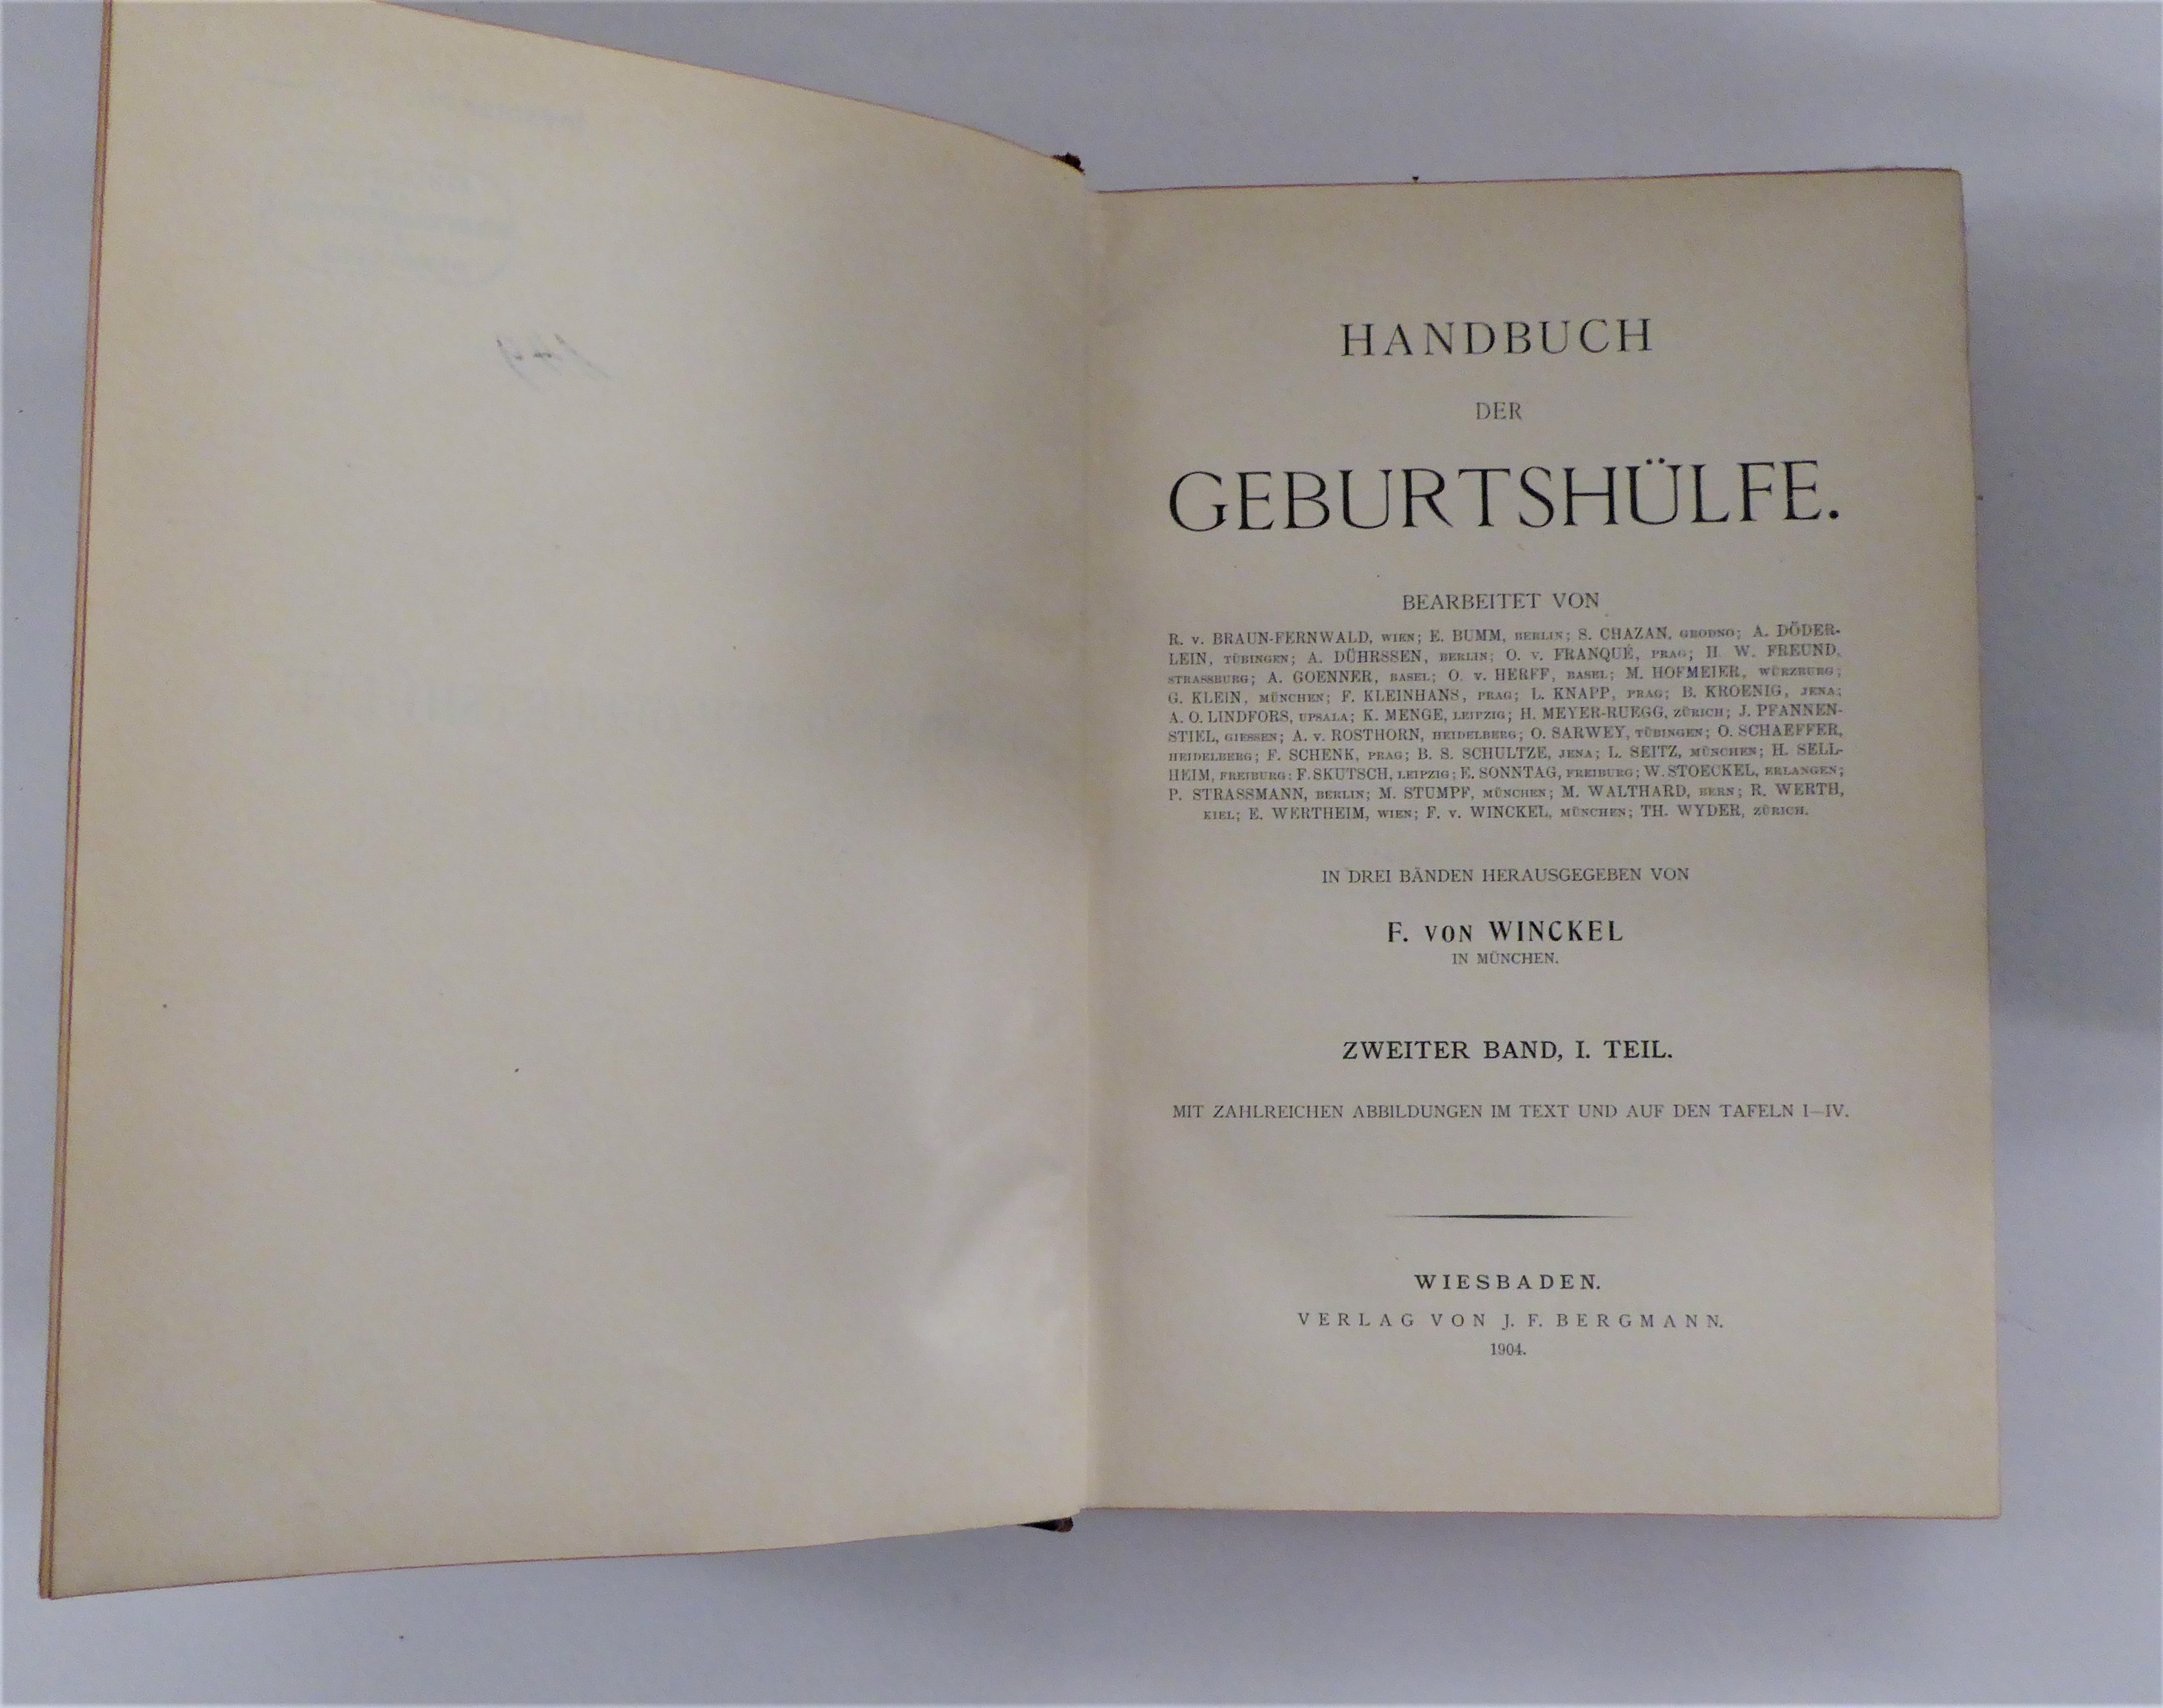 HANDBUCH
DER
GEBURTSHÜLFE.
BEARBEITET VON
R. v. BRAUN-FERNWALD, WIEN; E. BUMM, BERLIN; S. CHAZAN, GRODNO; A. DÖDER-
LEIN, TÜBINGEN; A. DÜHRSSEN, BERLIN; O. v. FRANQUÉ, PRAG; H. W. FREUND,
STRASSBURG; A. GOENNER, BASEL; O. v. HERFF, BASEL; M. HOFMEIER, WÜRZBURG;
G. KLEIN, MÜNCHEN; F. KLEINHANS, PRAG; L. KNAPP, PRAG; B. KROENIG, JENA;
A. O. LINDFORS, UPSALA; K. MENGE, LEIPZIG; H. MEYER-RUEGG, ZÜRICH; J. PFANNEN-
STIEL, GIESSEN; A. v. ROSTHORN, HEIDELBERG; O. SARWEY, TÜBINGEN; O. SCHAEFFER,
HEIDELBERG; F. SCHENK, PRAG; B. S. SCHULTZE, JENA; L. SEITZ, MÜNCHEN; H. SELL-
HEIM, FREIBURG; F. SKUTSCH, LEIPZIG; E. SONNTAG, FREIBURG; W. STOECKEL, ERLANGEN;
P. STRASSMANN, BERLIN; M. STUMPF, MÜNCHEN; M. WALTHARD, BERN; R. WERTH,
KIEL; E. WERTHEIM, WIEN; F. v. WINCKEL, MÜNCHEN; TH. WYDER, ZÜRICH.
IN DREI BÄNDEN HERAUSGEGEBEN VON
F. VON WINCKEL
IN MÜNCHEN.
ZWEITER BAND, I. TEIL.
MIT ZAHLREICHEN ABBILDUNGEN IM TEXT UND AUF DEN TAFELN I—IV.
WIESBADEN.
VERLAG VON J. F. BERGMANN.
1904.